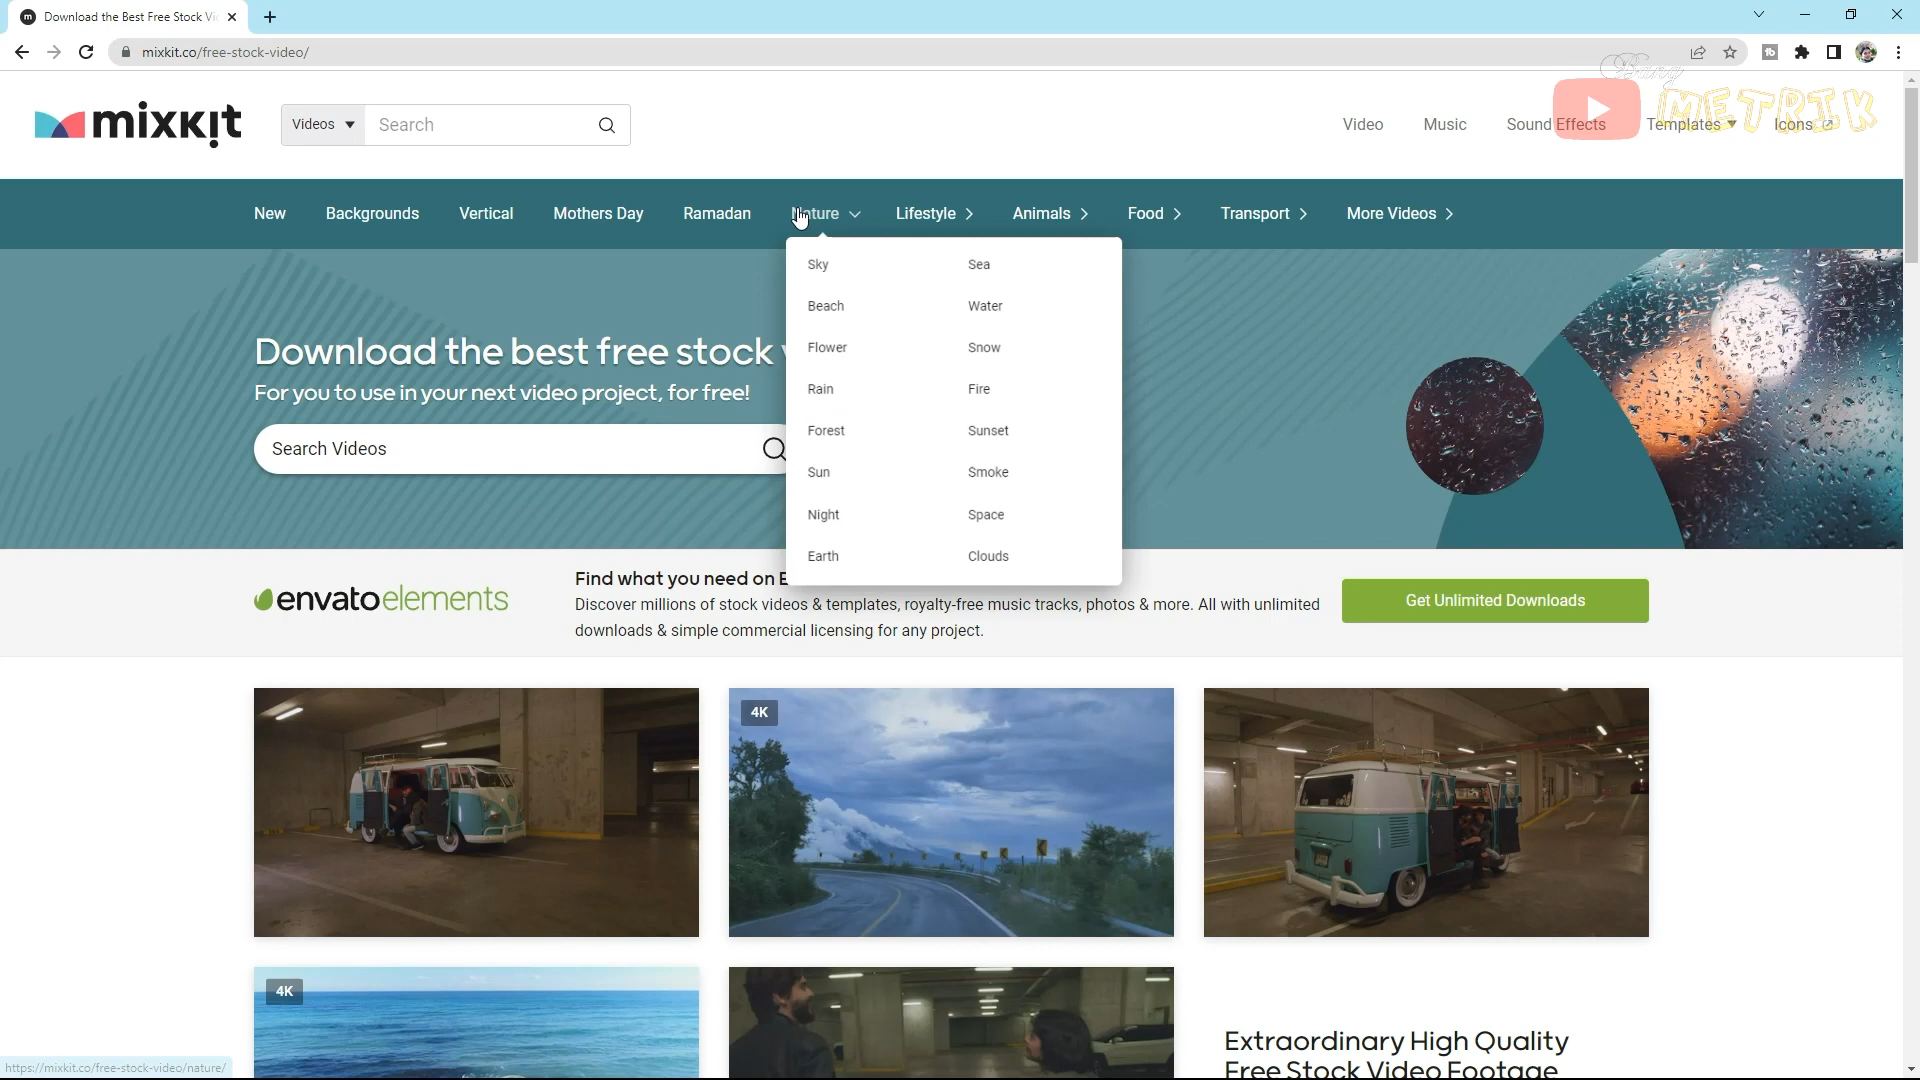 Download the Best Free Stock Vi
mixkit.co/free-stock-video/
Bang
METRIK
mixkit
Videos
Search
Video
Music
Sound Effects
Templates
Icons
New
Backgrounds
Vertical
Mothers Day
Ramadan
Nature
Lifestyle
Animals
Food
Transport
More Videos
Sky
Sea
Beach
Water
Flower
Snow
Rain
Fire
Forest
Sunset
Sun
Smoke
Night
Space
Earth
Clouds
Download the best free stock
For you to use in your next video project, for free!
Search Videos
envatoelements
Find what you need on E
Discover millions of stock videos & templates, royalty-free music tracks, photos & more. All with unlimited
downloads & simple commercial licensing for any project.
Get Unlimited Downloads
4K
4K
Extraordinary High Quality
Free Stock Video Footage
https://mixkit.co/free-stock-video/nature/